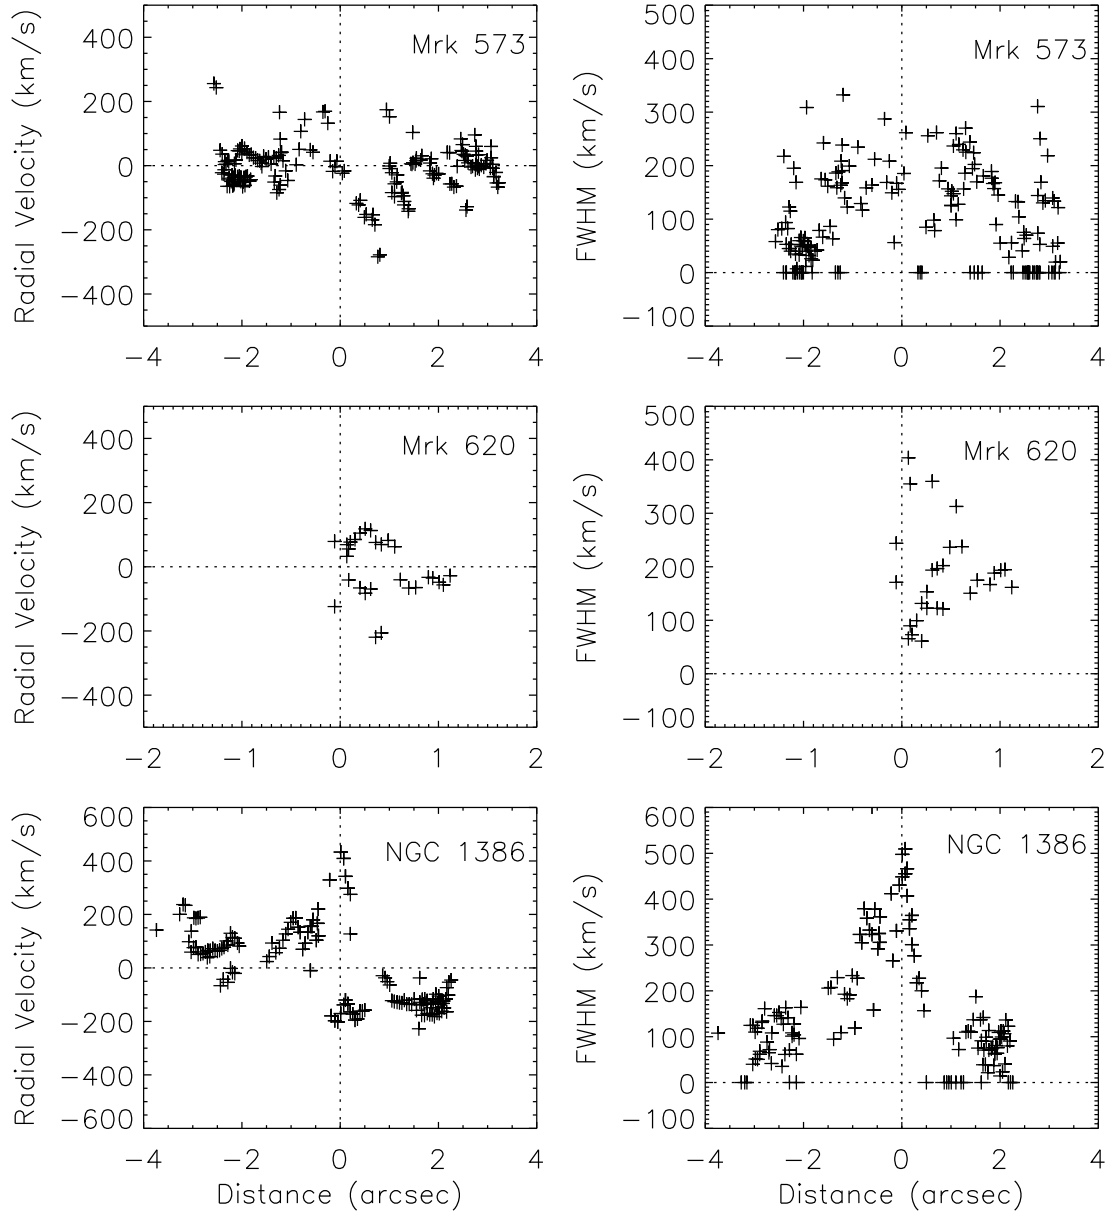 Radial Velocity (km/s)
400
200
0
−200
−400
Mrk 573
−4 −2 0 2 4
FWHM (km/s)
500
400
300
200
100
0
−100
Mrk 573
−4 −2 0 2 4
Radial Velocity (km/s)
400
200
0
−200
−400
Mrk 620
−2 −1 0 1 2
FWHM (km/s)
500
400
300
200
100
0
−100
Mrk 620
−2 −1 0 1 2
Radial Velocity (km/s)
600
400
200
0
−200
−400
−600
NGC 1386
−4 −2 0 2 4
Distance (arcsec)
FWHM (km/s)
600
500
400
300
200
100
0
−100
NGC 1386
−4 −2 0 2 4
Distance (arcsec)